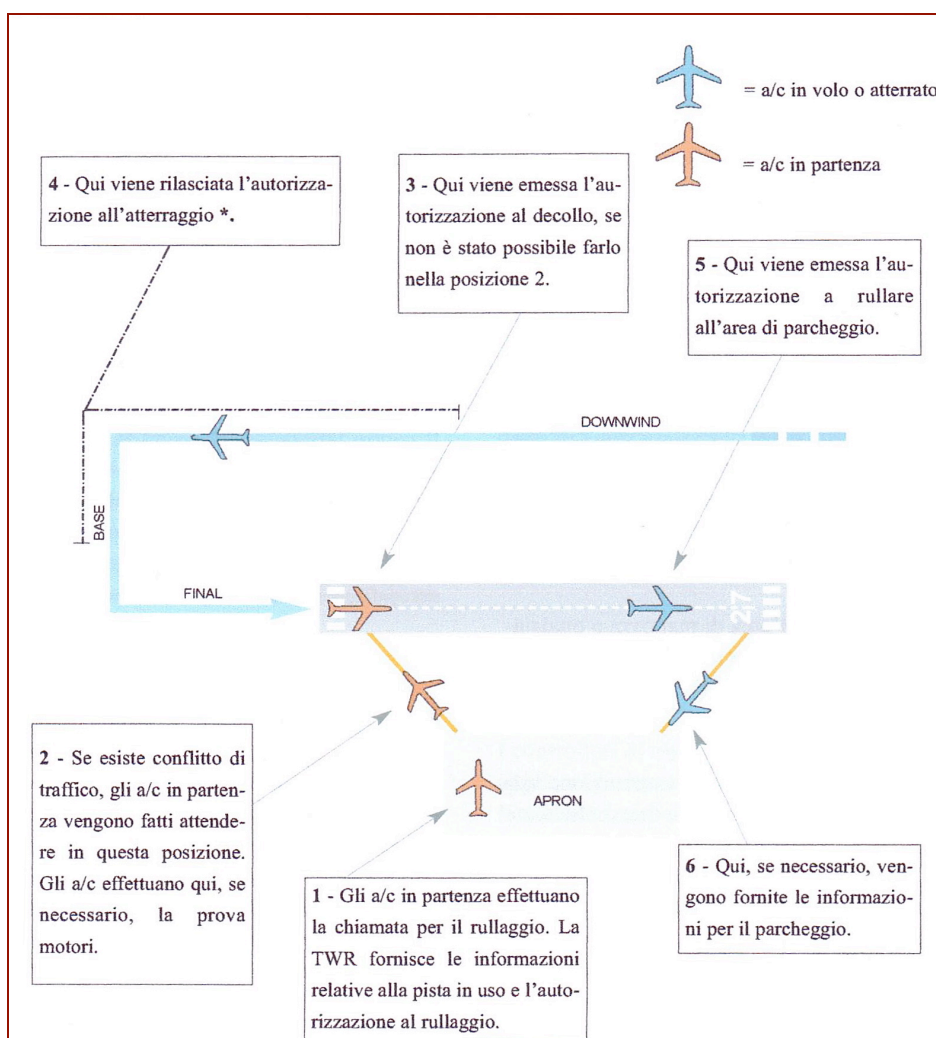 = a/c in volo o atterrato
= a/c in partenza
4 - Qui viene rilasciata l’autorizza-
zione all’atterraggio *.
3 - Qui viene emessa l’au-
torizzazione al decollo, se
non è stato possibile farlo
nella posizione 2.
5 - Qui viene emessa l’au-
torizzazione a rullare
all’area di parcheggio.
DOWNWIND
BASE
FINAL
27
2 - Se esiste conflitto di
traffico, gli a/c in parten-
za vengono fatti attende-
re in questa posizione.
Gli a/c effettuano qui, se
necessario, la prova
motori.
APRON
1 - Gli a/c in partenza effettuano
la chiamata per il rullaggio. La
TWR fornisce le informazioni
relative alla pista in uso e l’auto-
rizzazione al rullaggio.
6 - Qui, se necessario, ven-
gono fornite le informazio-
ni per il parcheggio.